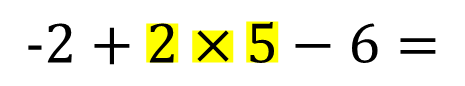 -2 + 2 × 5 − 6 =